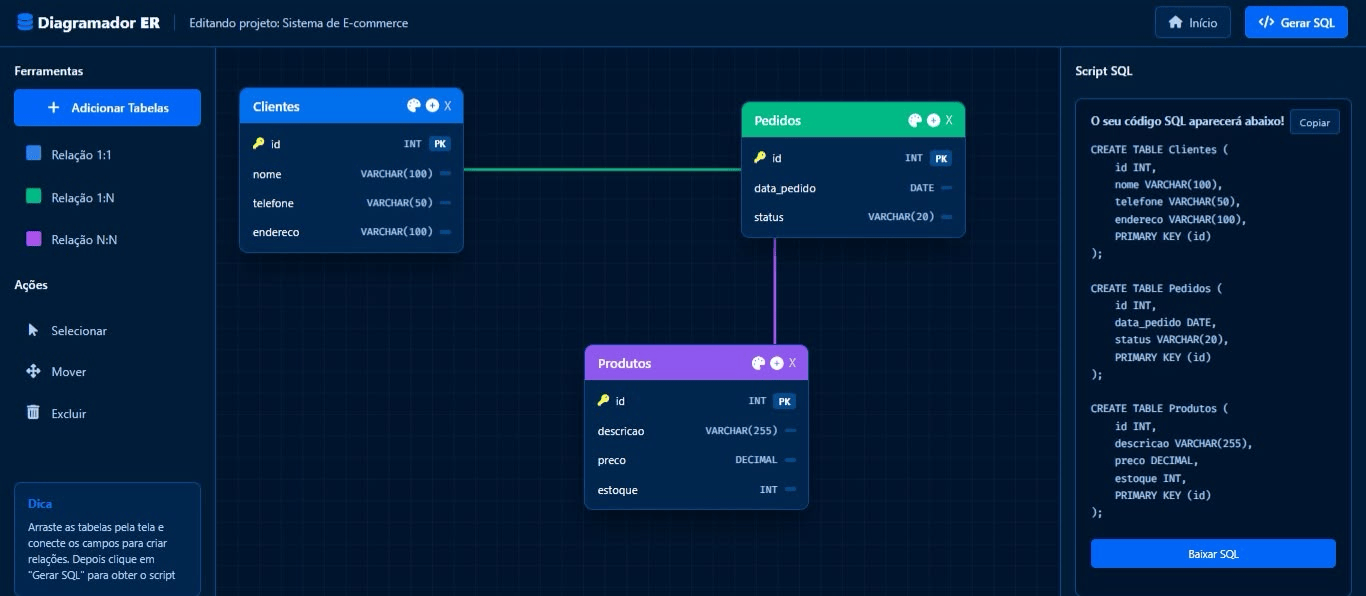 Diagramador ER
Editando projeto: Sistema de E-commerce
Início
Gerar SQL
Ferramentas
Adicionar Tabelas
Relação 1:1
Relação 1:N
Relação N:N
Ações
Selecionar
Mover
Excluir
Dica
Arraste as tabelas pela tela e
conecte os campos para criar
relações. Depois clique em
"Gerar SQL" para obter o script
Clientes X
id INT PK
nome VARCHAR(100)
telefone VARCHAR(50)
endereco VARCHAR(100)
Pedidos X
id INT PK
data_pedido DATE
status VARCHAR(20)
Produtos X
id INT PK
descricao VARCHAR(255)
preco DECIMAL
estoque INT
Script SQL
O seu código SQL aparecerá abaixo!
Copiar
CREATE TABLE Clientes (
id INT,
nome VARCHAR(100),
telefone VARCHAR(50),
endereco VARCHAR(100),
PRIMARY KEY (id)
);
CREATE TABLE Pedidos (
id INT,
data_pedido DATE,
status VARCHAR(20),
PRIMARY KEY (id)
);
CREATE TABLE Produtos (
id INT,
descricao VARCHAR(255),
preco DECIMAL,
estoque INT,
PRIMARY KEY (id)
);
Baixar SQL